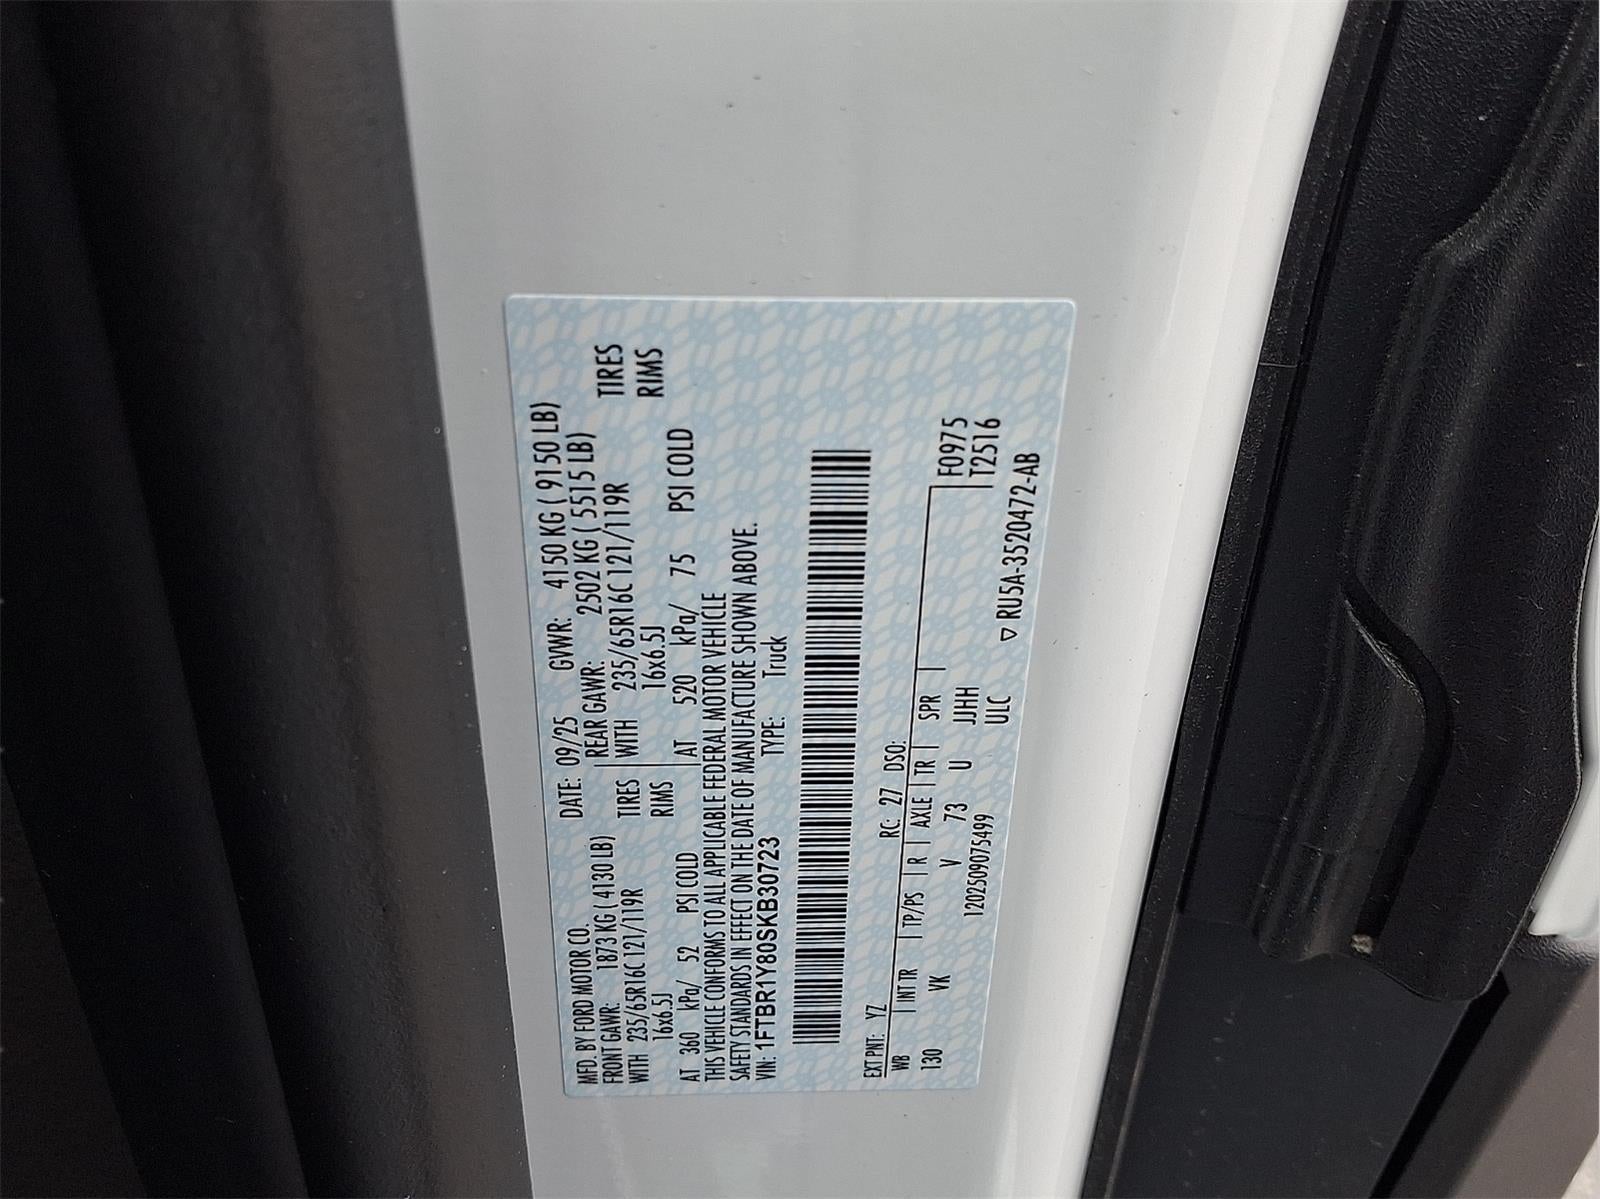 MFD. BY FORD MOTOR CO.
DATE: 09/25 GVWR: 4150 KG ( 9150 LB)
FRONT GAWR: 1873 KG ( 4130 LB) REAR GAWR: 2502 KG ( 5515 LB)
WITH 235/65R16C 121/119R TIRES WITH 235/65R16C 121/119R TIRES
16x6.5J RIMS 16x6.5J RIMS
AT 360 kPa/ 52 PSI COLD AT 520 kPa/ 75 PSI COLD
THIS VEHICLE CONFORMS TO ALL APPLICABLE FEDERAL MOTOR VEHICLE
SAFETY STANDARDS IN EFFECT ON THE DATE OF MANUFACTURE SHOWN ABOVE.
VIN: 1FTBR1Y80SKB30723 TYPE: Truck
EXT PNT: YZ RC: 27 DSO:
WB | INT TR | TP/PS | R | AXLE | TR | SPR |
130 VK V 73 U JJHH
F0975
T2516
1202509075499 ULC
▽ RU5A-3520472-AB